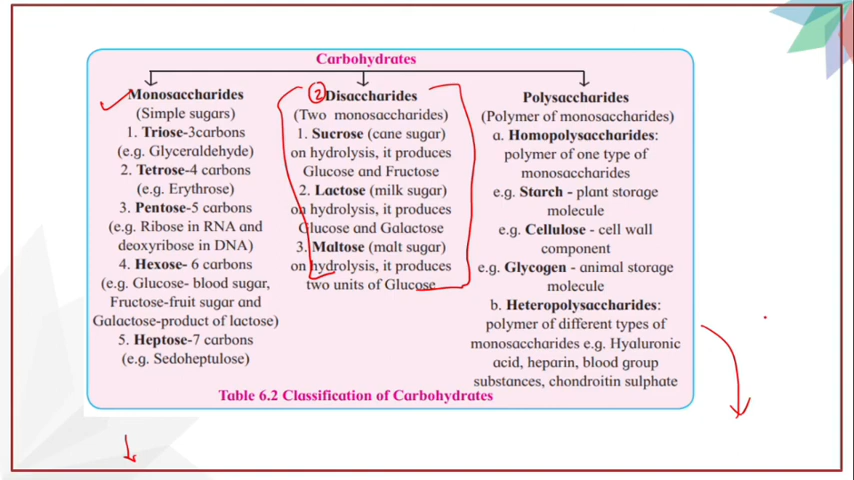 Carbohydrates
Monosaccharides
(Simple sugars)
1. Triose-3carbons
(e.g. Glyceraldehyde)
2. Tetrose-4 carbons
(e.g. Erythrose)
3. Pentose-5 carbons
(e.g. Ribose in RNA and
deoxyribose in DNA)
4. Hexose- 6 carbons
(e.g. Glucose- blood sugar,
Fructose-fruit sugar and
Galactose-product of lactose)
5. Heptose-7 carbons
(e.g. Sedoheptulose)
2 Disaccharides
(Two monosaccharides)
1. Sucrose (cane sugar)
on hydrolysis, it produces
Glucose and Fructose
2. Lactose (milk sugar)
on hydrolysis, it produces
Glucose and Galactose
3. Maltose (malt sugar)
on hydrolysis, it produces
two units of Glucose
Polysaccharides
(Polymer of monosaccharides)
a. Homopolysaccharides:
polymer of one type of
monosaccharides
e.g. Starch - plant storage
molecule
e.g. Cellulose - cell wall
component
e.g. Glycogen - animal storage
molecule
b. Heteropolysaccharides:
polymer of different types of
monosaccharides e.g. Hyaluronic
acid, heparin, blood group
substances, chondroitin sulphate
Table 6.2 Classification of Carbohydrates